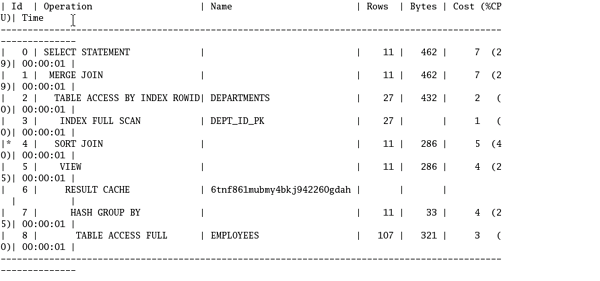 | Id  | Operation                     | Name                       | Rows  | Bytes | Cost (%CP
U)| Time     |
--------------------------------------------------------------------------------
--------------
|   0 | SELECT STATEMENT              |                            |    11 |   462 |     7  (2
9)| 00:00:01 |
|   1 |  MERGE JOIN                   |                            |    11 |   462 |     7  (2
9)| 00:00:01 |
|   2 |   TABLE ACCESS BY INDEX ROWID| DEPARTMENTS                |    27 |   432 |     2   (
0)| 00:00:01 |
|   3 |    INDEX FULL SCAN            | DEPT_ID_PK                 |    27 |       |     1   (
0)| 00:00:01 |
|*  4 |   SORT JOIN                   |                            |    11 |   286 |     5  (4
0)| 00:00:01 |
|   5 |    VIEW                       |                            |    11 |   286 |     4  (2
5)| 00:00:01 |
|   6 |     RESULT CACHE              | 6tnf861mubmy4bkj942260gdah |       |       |
  |          |
|   7 |      HASH GROUP BY            |                            |    11 |    33 |     4  (2
5)| 00:00:01 |
|   8 |       TABLE ACCESS FULL       | EMPLOYEES                  |   107 |   321 |     3   (
0)| 00:00:01 |
--------------------------------------------------------------------------------
--------------